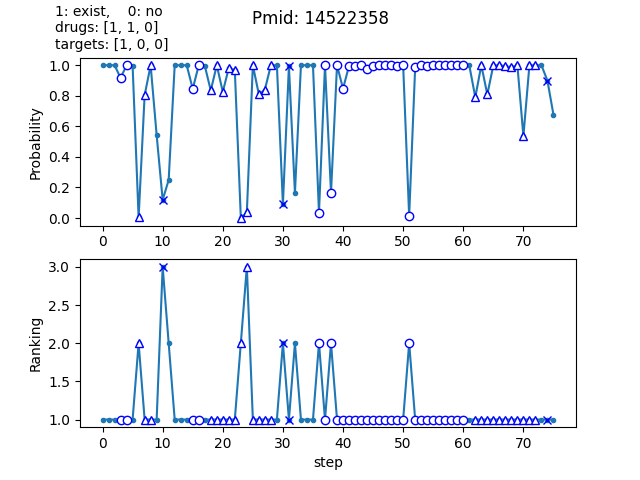 1: exist,    0: no
drugs: [1, 1, 0]
targets: [1, 0, 0]
Pmid: 14522358
Probability
1.0
0.8
0.6
0.4
0.2
0.0
0 10 20 30 40 50 60 70
Ranking
3.0
2.5
2.0
1.5
1.0
0 10 20 30 40 50 60 70
step